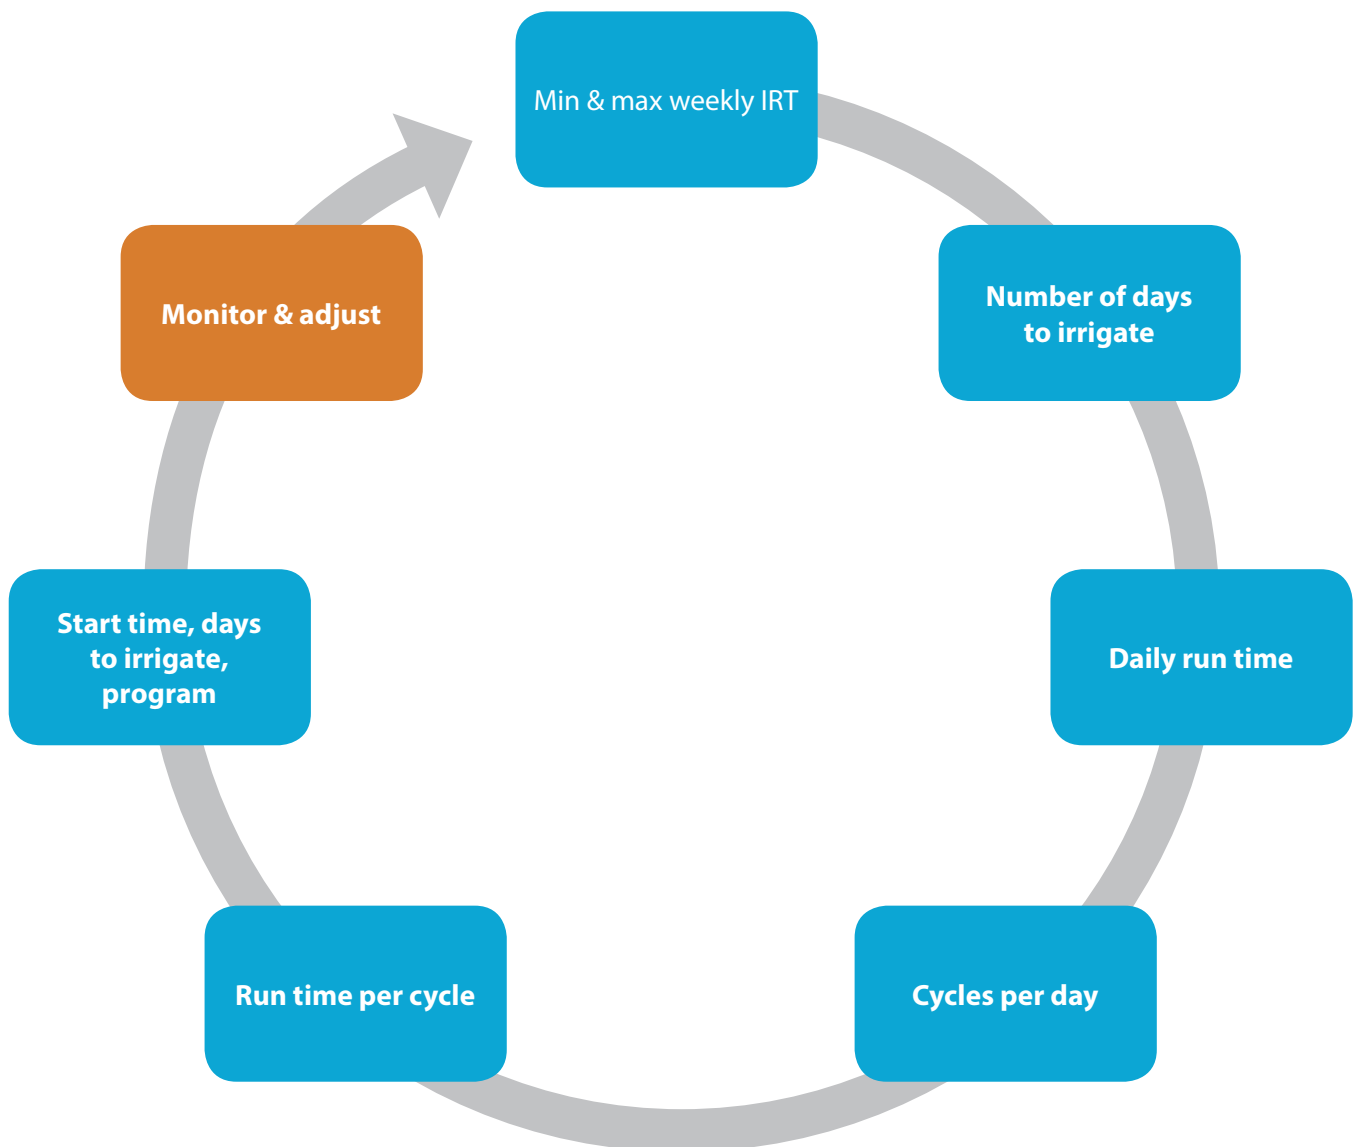 Min & max weekly IRT
Number of days
to irrigate
Daily run time
Cycles per day
Run time per cycle
Start time, days
to irrigate,
program
Monitor & adjust